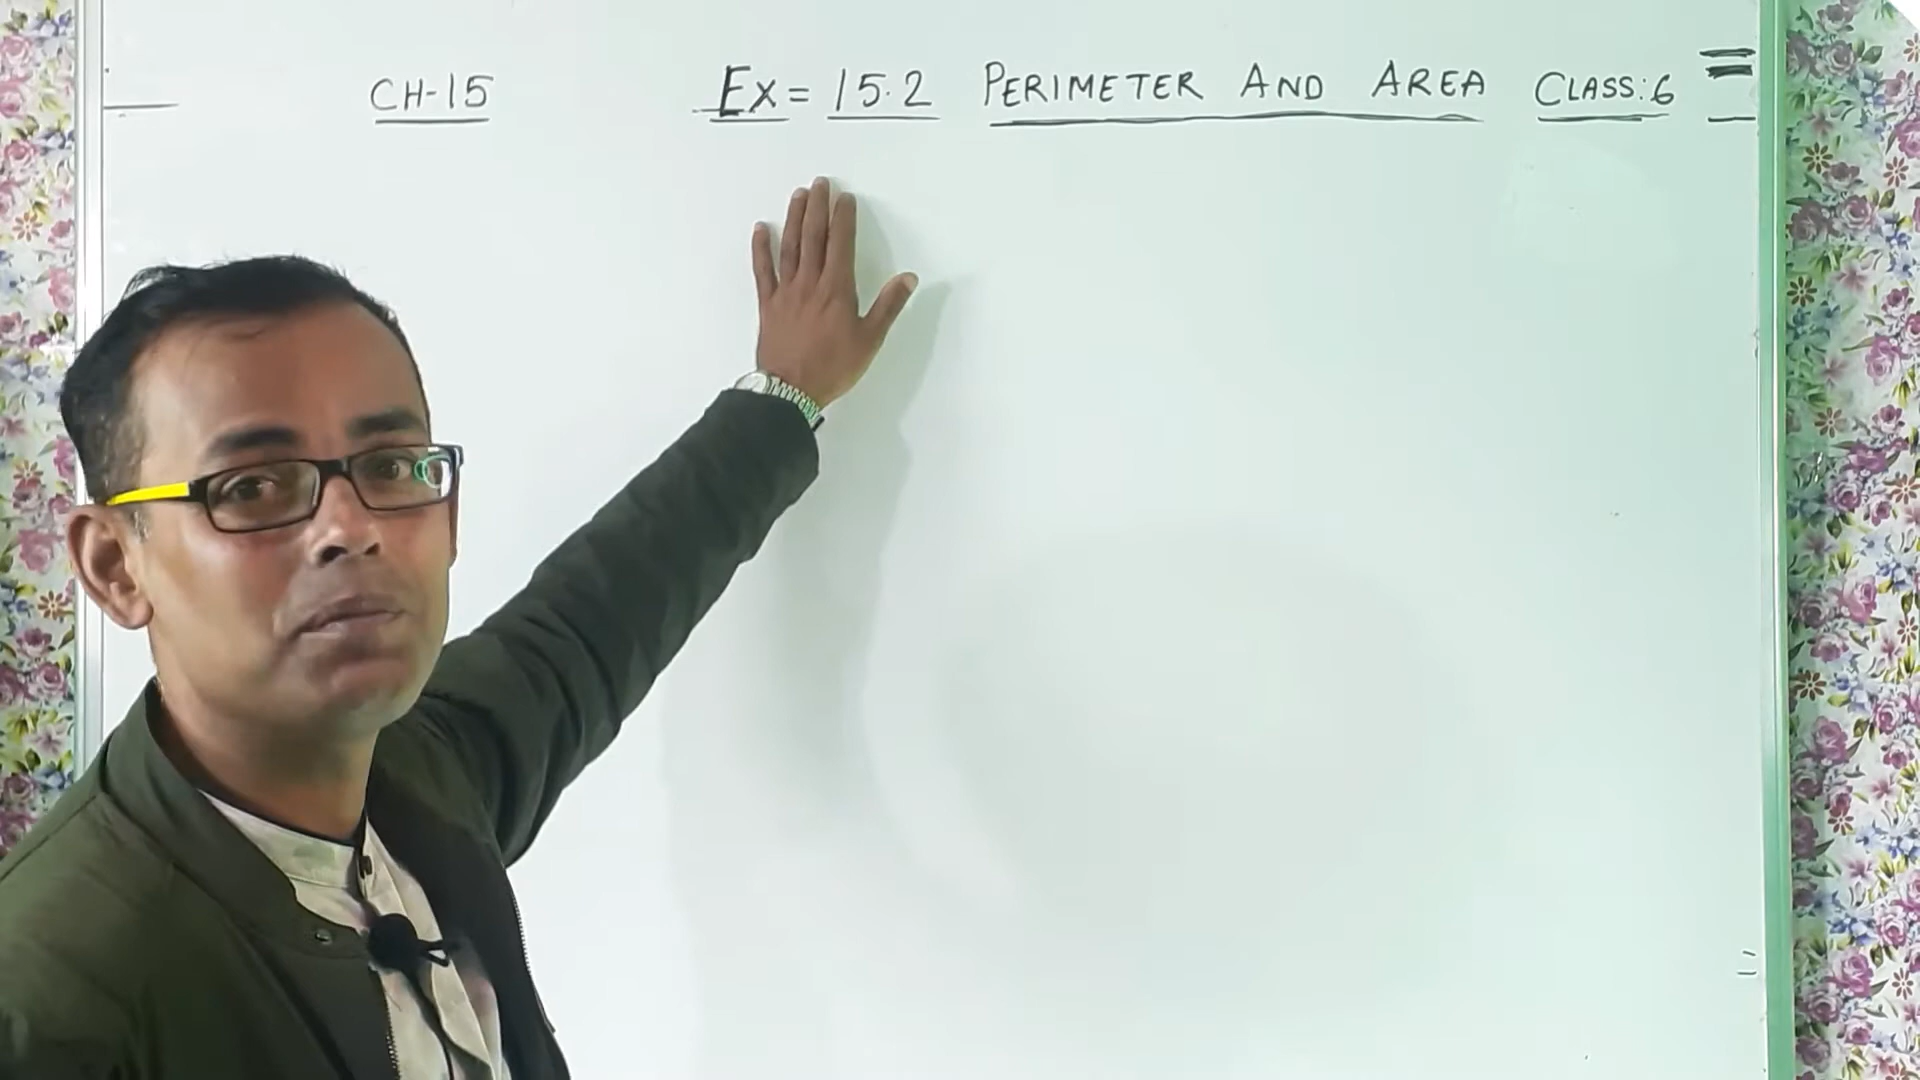 CH-15 Ex = 15.2 PERIMETER AND AREA CLASS:6